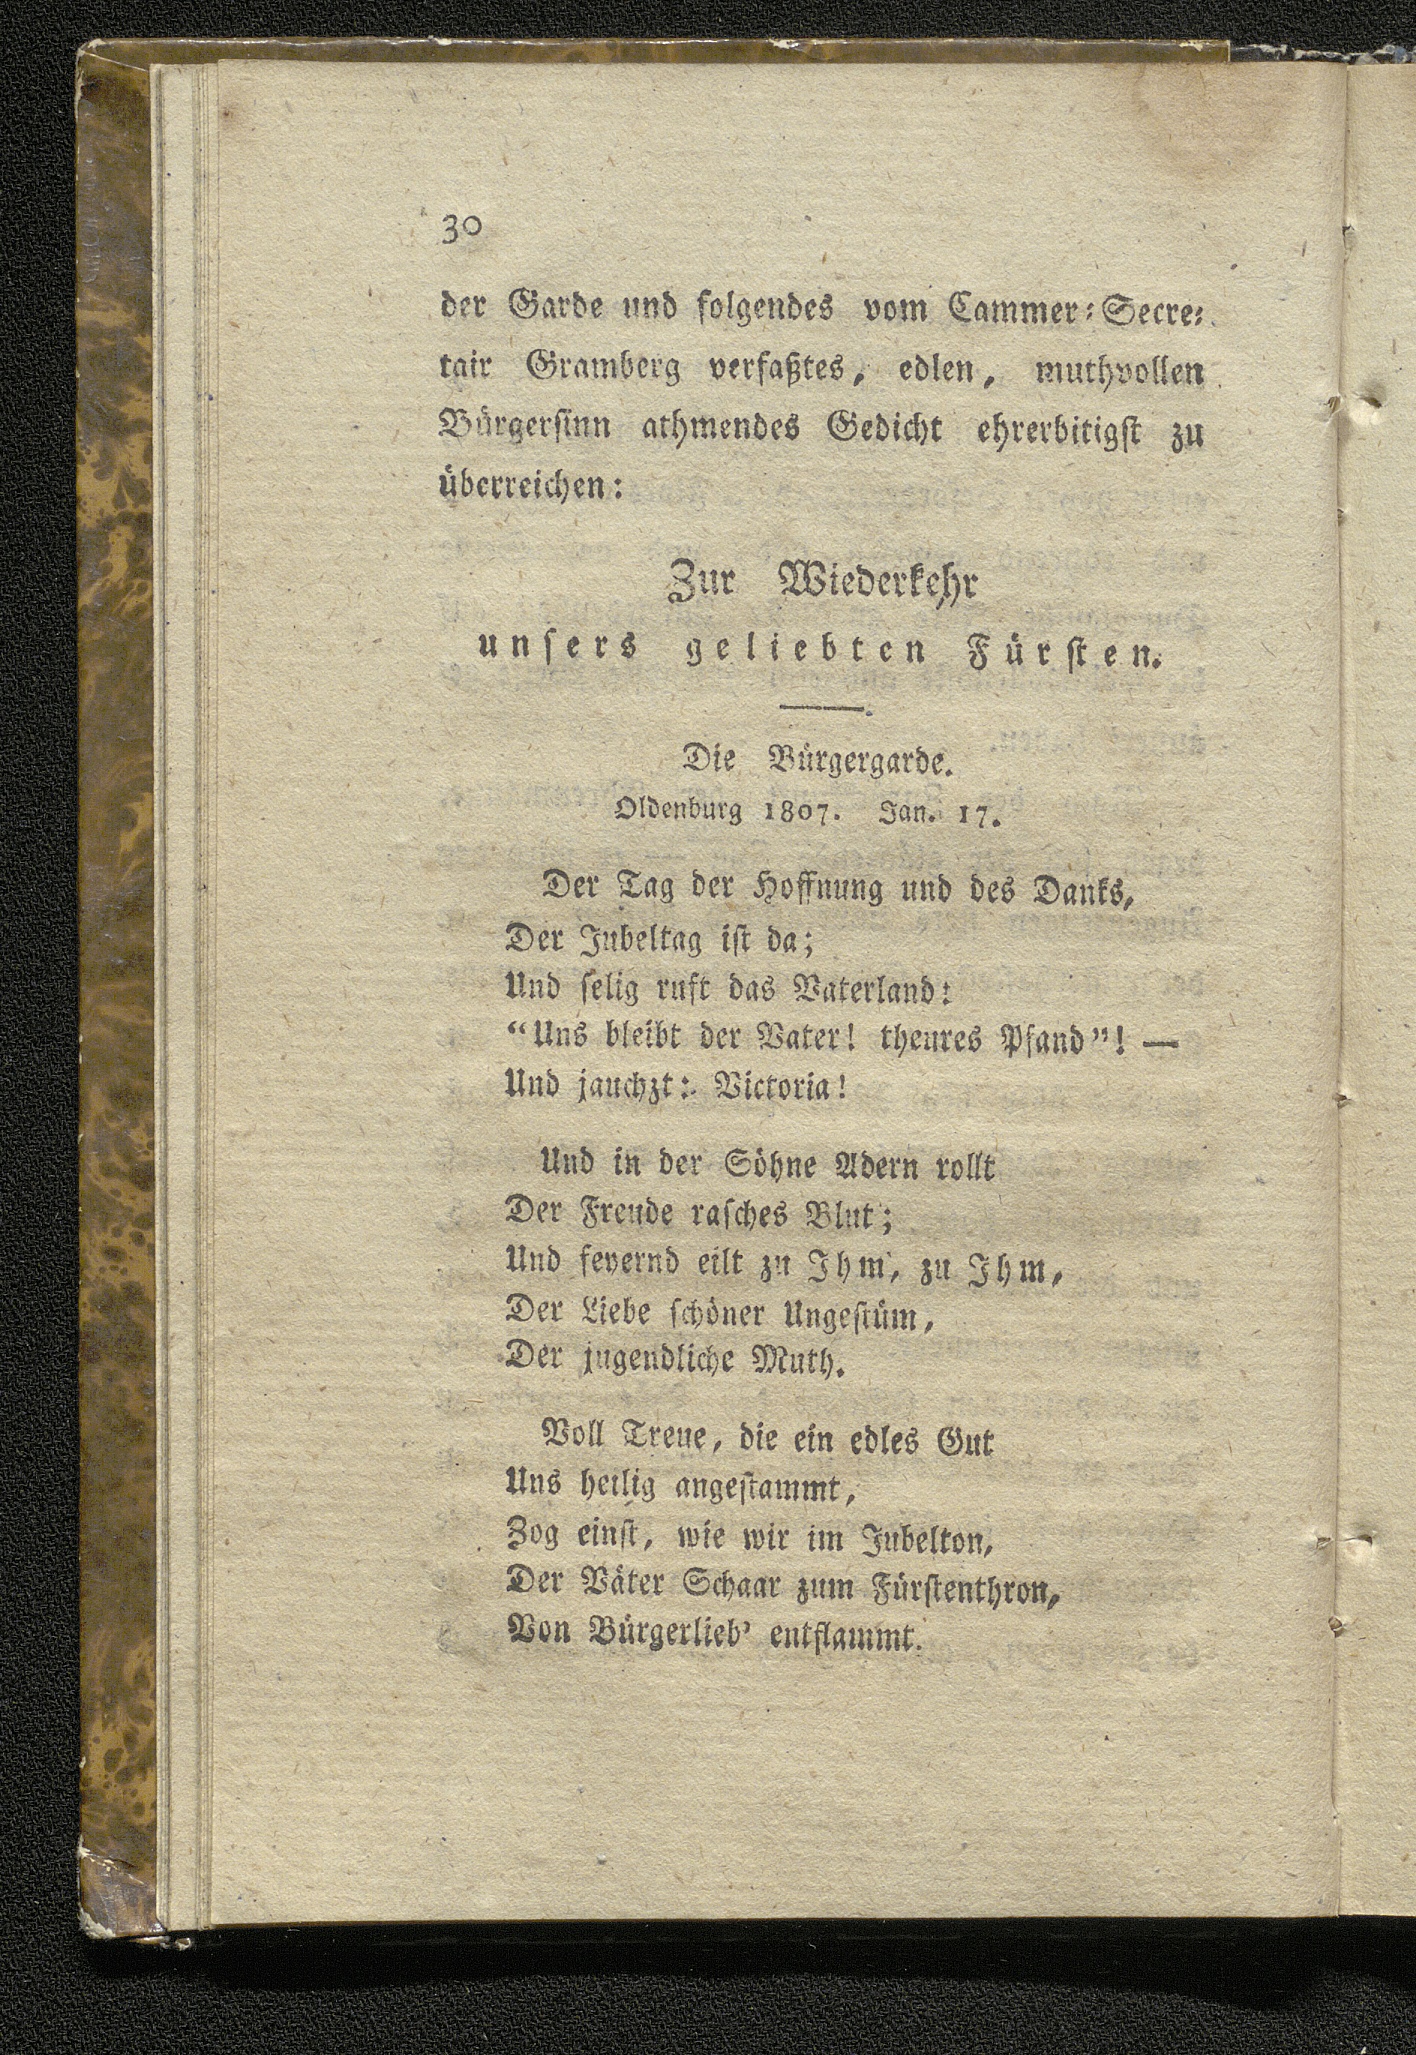 30
der Garde und folgendes vom Cammer-Secre-
tair Gramberg verfaßtes, edlen, muthvollen
Bürgerſinn athmendes Gedicht ehrerbitigſt zu
überreichen:
Zur Wiederkehr
unſers geliebten Fürſten.
Die Bürgergarde.
Oldenburg 1807. Jan. 17.
Der Tag der Hoffnung und des Danks,
Der Jubeltag iſt da;
Und ſelig ruft das Vaterland:
“Uns bleibt der Vater! theures Pfand”! —
Und jauchzt: Victoria!
Und in der Söhne Adern rollt
Der Freude raſches Blut;
Und feyernd eilt zu Ihm, zu Ihm,
Der Liebe ſchöner Ungeſtüm,
Der jugendliche Muth.
Voll Treue, die ein edles Gut
Uns heilig angeſtammt,
Zog einſt, wie wir im Jubelton,
Der Väter Schaar zum Fürſtenthron,
Von Bürgerlieb’ entflammt.